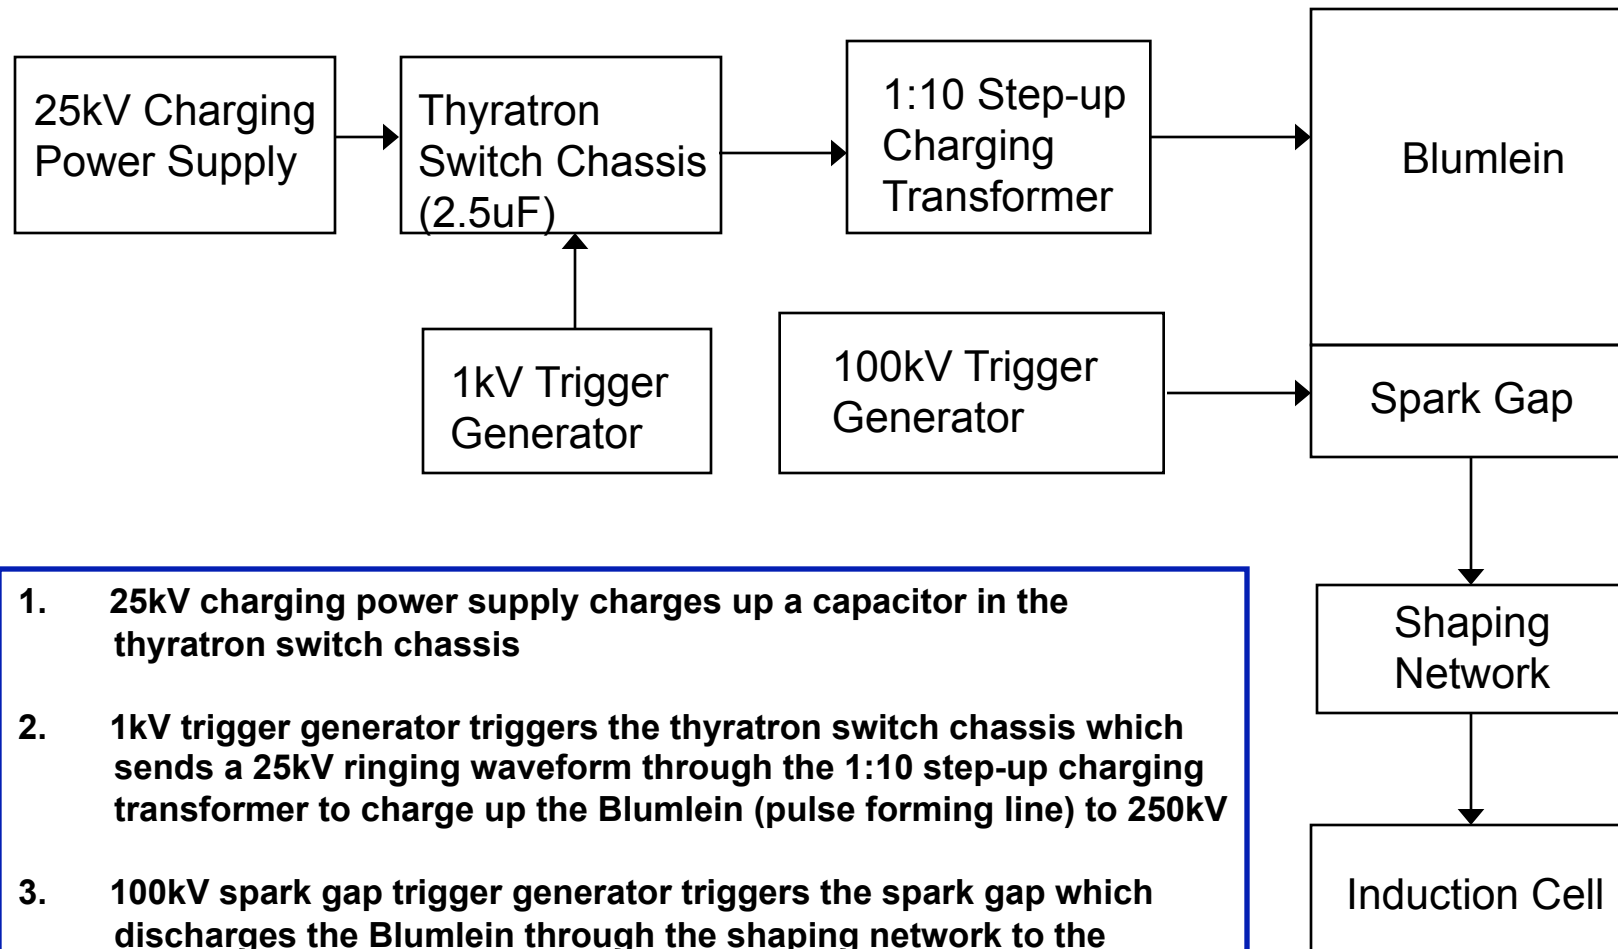 25kV Charging
Power Supply
Thyratron
Switch Chassis
(2.5uF)
1:10 Step-up
Charging
Transformer
Blumlein
1kV Trigger
Generator
100kV Trigger
Generator
Spark Gap
Shaping
Network
Induction Cell
1. 25kV charging power supply charges up a capacitor in the
thyratron switch chassis
2. 1kV trigger generator triggers the thyratron switch chassis which
sends a 25kV ringing waveform through the 1:10 step-up charging
transformer to charge up the Blumlein (pulse forming line) to 250kV
3. 100kV spark gap trigger generator triggers the spark gap which
discharges the Blumlein through the shaping network to the